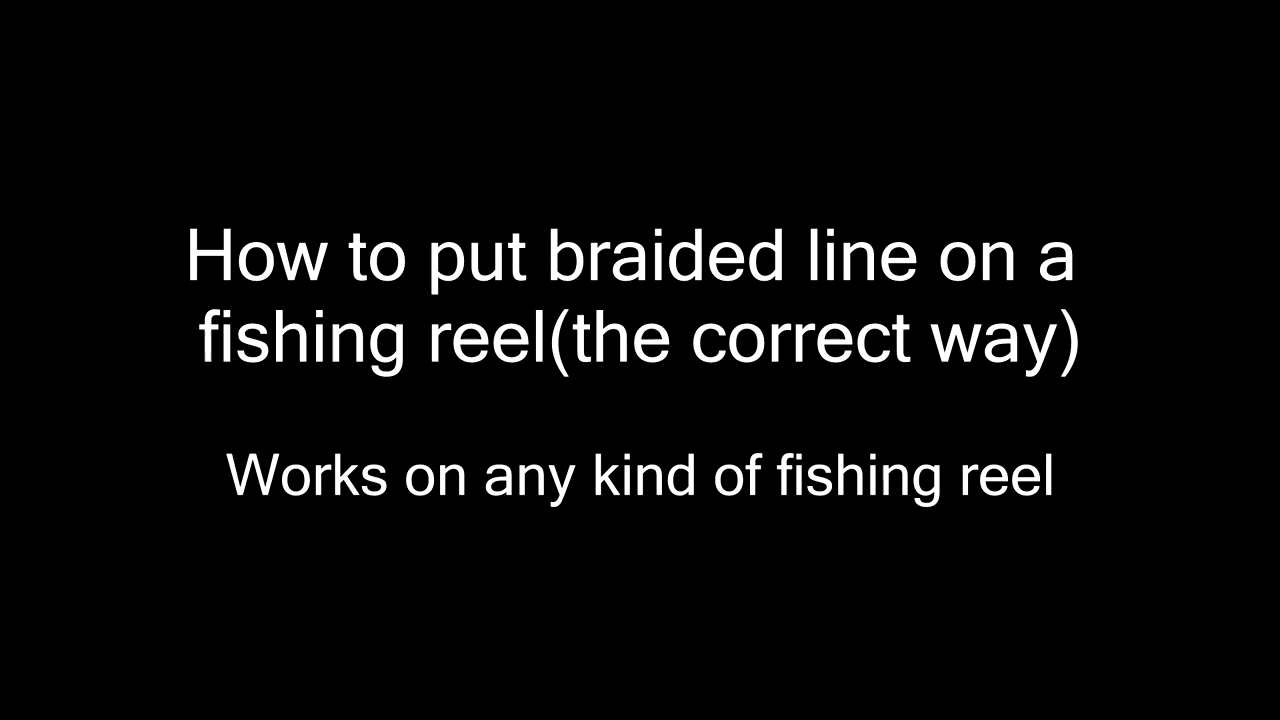 How to put braided line on a
fishing reel(the correct way)
Works on any kind of fishing reel